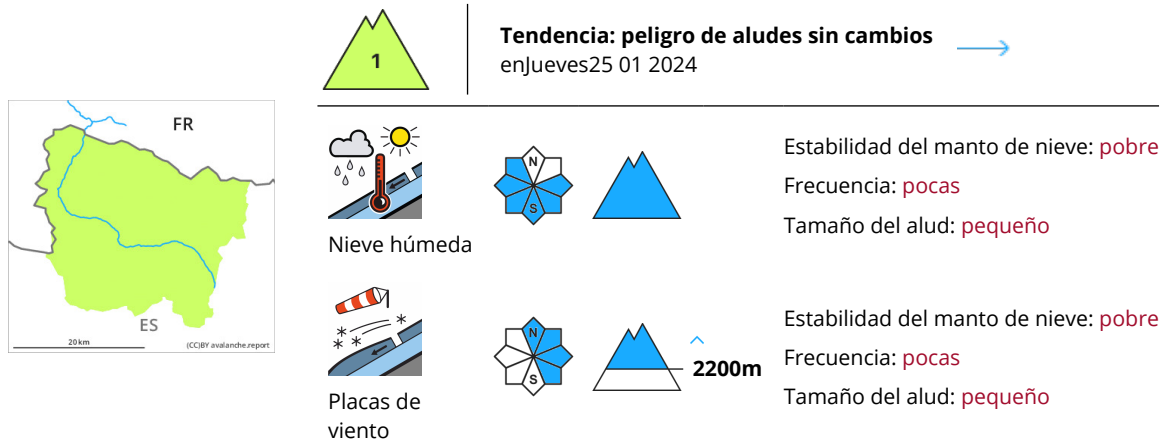 1
Tendencia: peligro de aludes sin cambios
enJueves25 01 2024
FR
ES
20 km
(CC)BY avalanche.report
N
S
Nieve húmeda
Estabilidad del manto de nieve: pobre
Frecuencia: pocas
Tamaño del alud: pequeño
N
S
2200m
Placas de
viento
Estabilidad del manto de nieve: pobre
Frecuencia: pocas
Tamaño del alud: pequeño